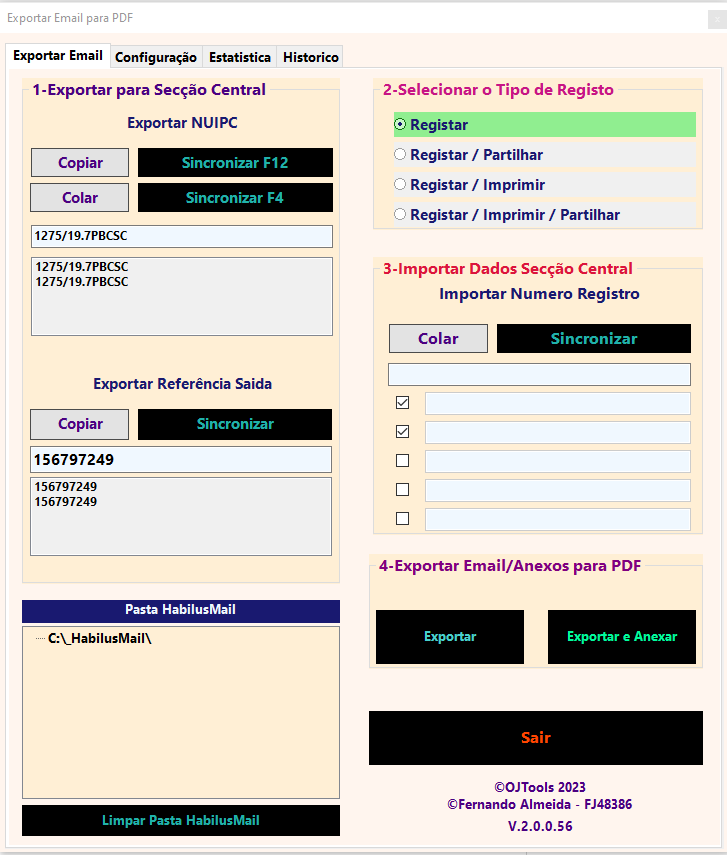 Exportar Email para PDF
x
Exportar Email
Configuração
Estatistica
Historico
1-Exportar para Secção Central
Exportar NUIPC
Copiar
Sincronizar F12
Colar
Sincronizar F4
1275/19.7PBCSC
1275/19.7PBCSC
1275/19.7PBCSC
Exportar Referência Saida
Copiar
Sincronizar
156797249
156797249
156797249
Pasta HabilusMail
C:\_HabilusMail\
Limpar Pasta HabilusMail
2-Selecionar o Tipo de Registo
Registar
Registar / Partilhar
Registar / Imprimir
Registar / Imprimir / Partilhar
3-Importar Dados Secção Central
Importar Numero Registro
Colar
Sincronizar
4-Exportar Email/Anexos para PDF
Exportar
Exportar e Anexar
Sair
©OJTools 2023
©Fernando Almeida - FJ48386
V.2.0.0.56